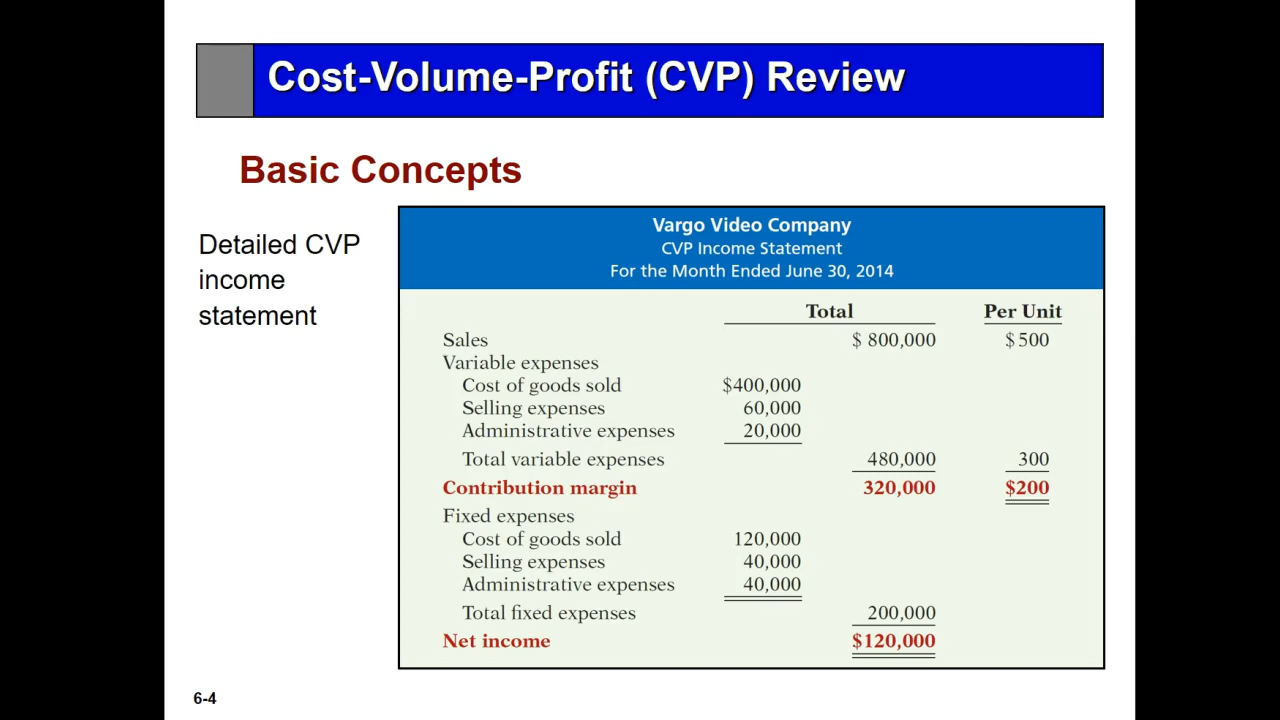 Cost-Volume-Profit (CVP) Review
Basic Concepts
Detailed CVP
income
statement
Vargo Video Company
CVP Income Statement
For the Month Ended June 30, 2014
Total Per Unit
Sales $ 800,000 $500
Variable expenses
Cost of goods sold $400,000
Selling expenses 60,000
Administrative expenses 20,000
Total variable expenses 480,000 300
Contribution margin 320,000 $200
Fixed expenses
Cost of goods sold 120,000
Selling expenses 40,000
Administrative expenses 40,000
Total fixed expenses 200,000
Net income $120,000
6-4